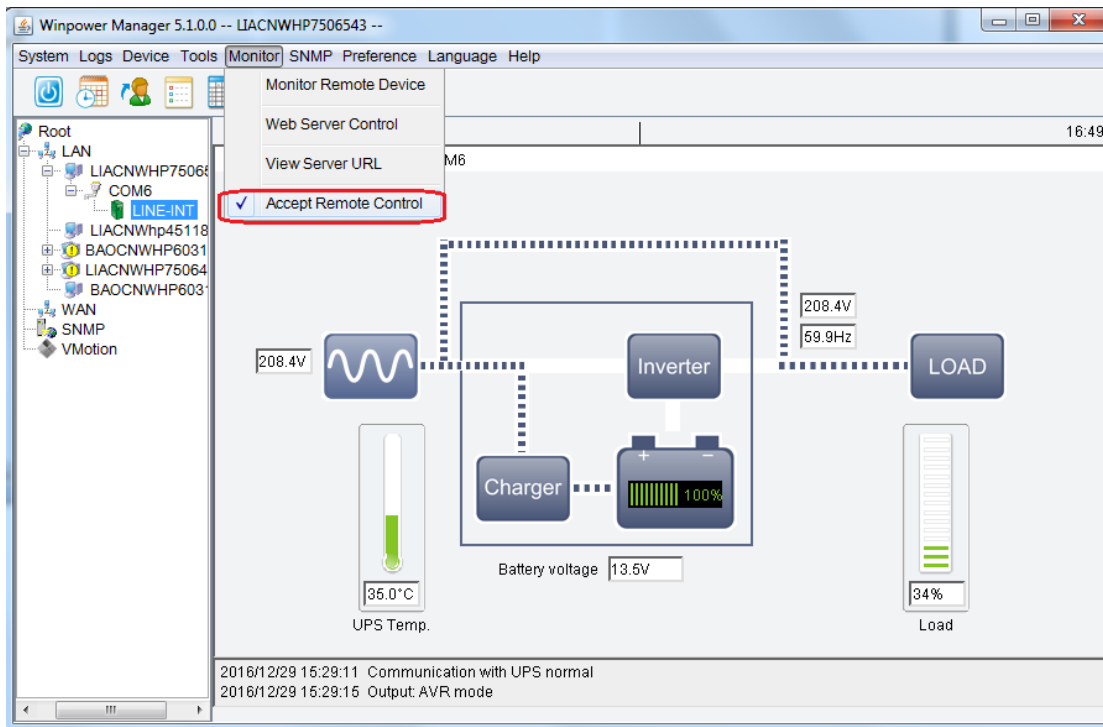 Winpower Manager 5.1.0.0 -- LIACNWHP7506543 --
System Logs Device Tools Monitor SNMP Preference Language Help
Monitor Remote Device
Web Server Control
View Server URL
Accept Remote Control
16:49
M6
Root
LAN
LIACNWHP7506
COM6
LINE-INT
LIACNWhp45118
BAOCNWHP6031
LIACNWHP75064
BAOCNWHP603
WAN
SNMP
VMotion
208.4V
59.9Hz
208.4V
Inverter
LOAD
+ −
Charger
100%
Battery voltage 13.5V
35.0°C
34%
UPS Temp.
Load
2016/12/29 15:29:11 Communication with UPS normal
2016/12/29 15:29:15 Output: AVR mode